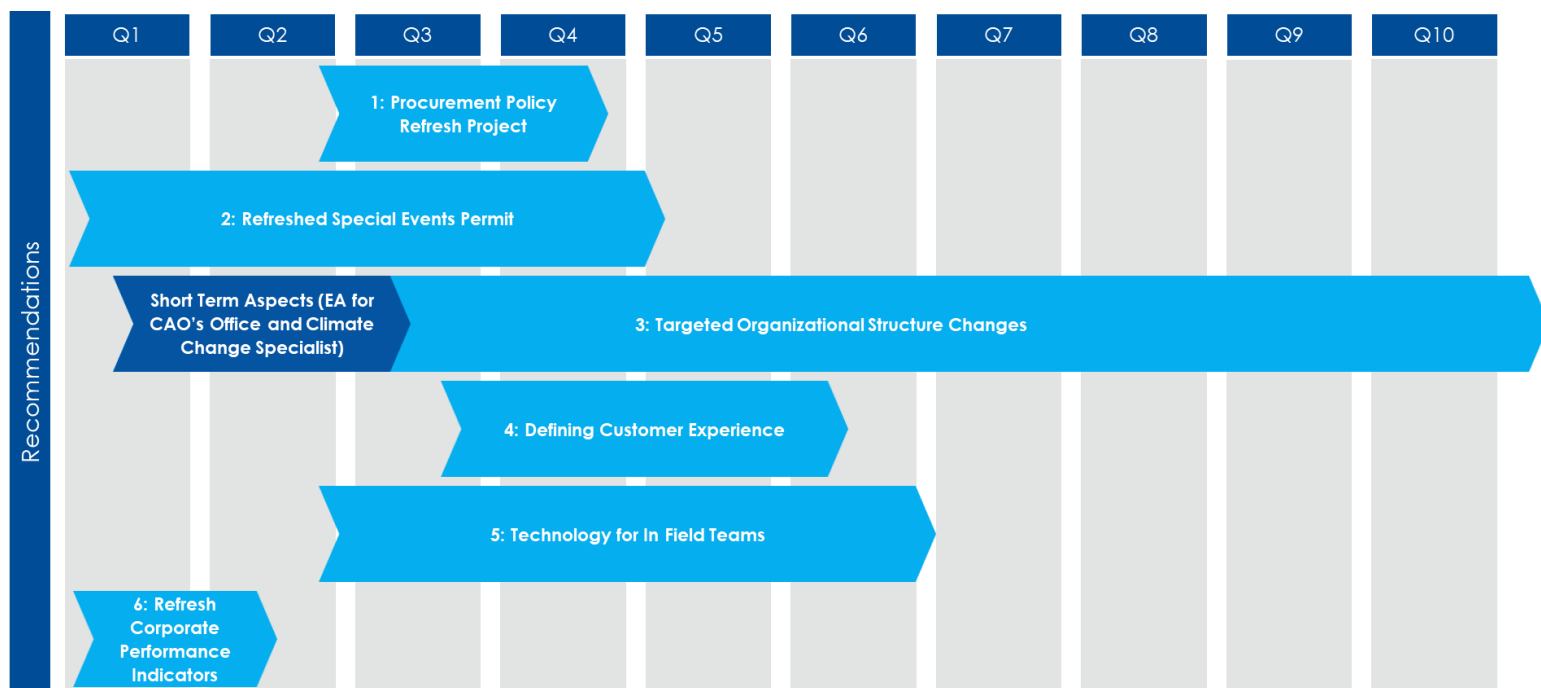 Recommendations
Q1
Q2
Q3
Q4
Q5
Q6
Q7
Q8
Q9
Q10
1: Procurement Policy
Refresh Project
2: Refreshed Special Events Permit
Short Term Aspects (EA for
CAO’s Office and Climate
Change Specialist)
3: Targeted Organizational Structure Changes
4: Defining Customer Experience
5: Technology for In Field Teams
6: Refresh
Corporate
Performance
Indicators